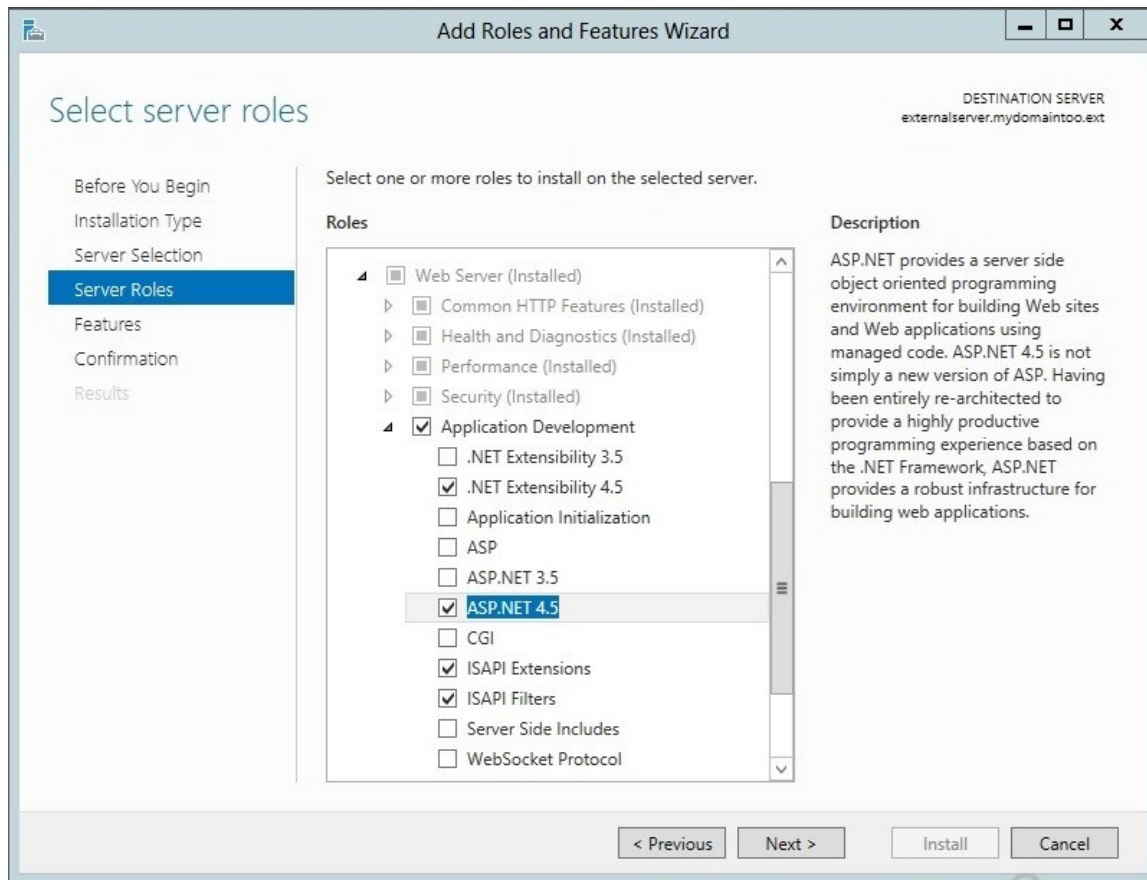 Add Roles and Features Wizard
Select server roles
DESTINATION SERVER
externalserver.mydomaintoo.ext
Before You Begin
Installation Type
Server Selection
Server Roles
Features
Confirmation
Results
Select one or more roles to install on the selected server.
Roles
Web Server (Installed)
Common HTTP Features (Installed)
Health and Diagnostics (Installed)
Performance (Installed)
Security (Installed)
Application Development
.NET Extensibility 3.5
.NET Extensibility 4.5
Application Initialization
ASP
ASP.NET 3.5
ASP.NET 4.5
CGI
ISAPI Extensions
ISAPI Filters
Server Side Includes
WebSocket Protocol
Description
ASP.NET provides a server side
object oriented programming
environment for building Web sites
and Web applications using
managed code. ASP.NET 4.5 is not
simply a new version of ASP. Having
been entirely re-architected to
provide a highly productive
programming experience based on
the .NET Framework, ASP.NET
provides a robust infrastructure for
building web applications.
< Previous
Next >
Install
Cancel